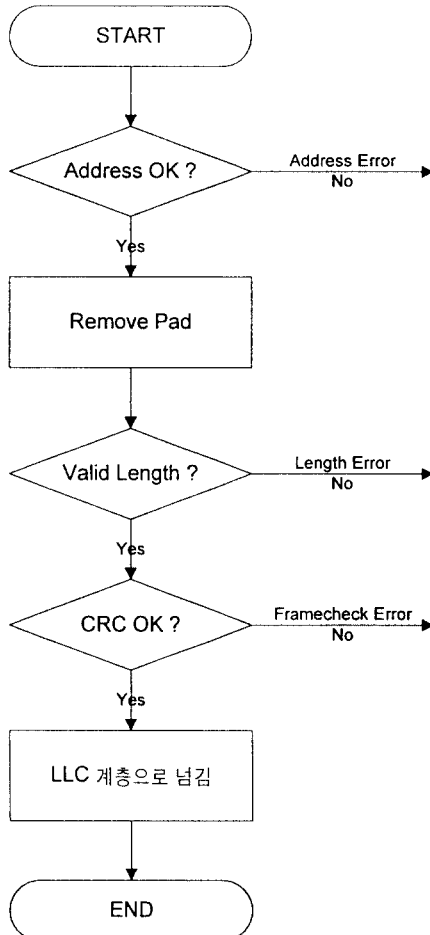 START
Address OK ?
Address Error
No
Yes
Remove Pad
Valid Length ?
Length Error
No
Yes
CRC OK ?
Framecheck Error
No
Yes
LLC 계층으로 넘김
END